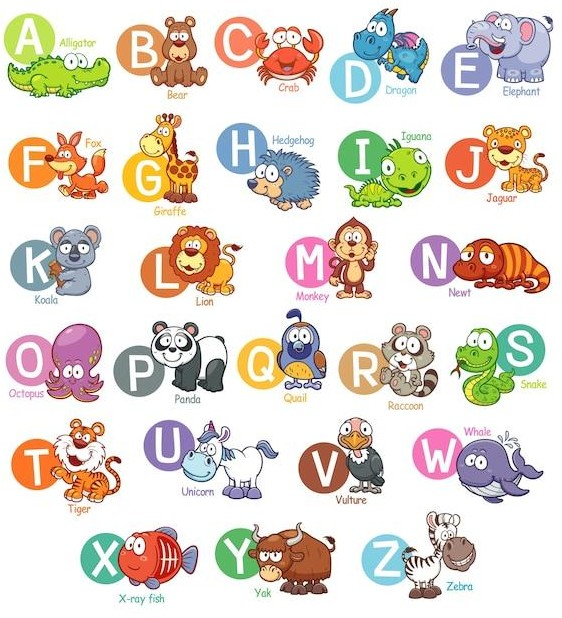 A Alligator
B Bear
C Crab
D Dragon
E Elephant
F Fox
G Giraffe
H Hedgehog
I Iguana
J Jaguar
K Koala
L Lion
M Monkey
N Newt
O Octopus
P Panda
Q Quail
R Raccoon
S Snake
T Tiger
U Unicorn
V Vulture
W Whale
X X-ray fish
Y Yak
Z Zebra